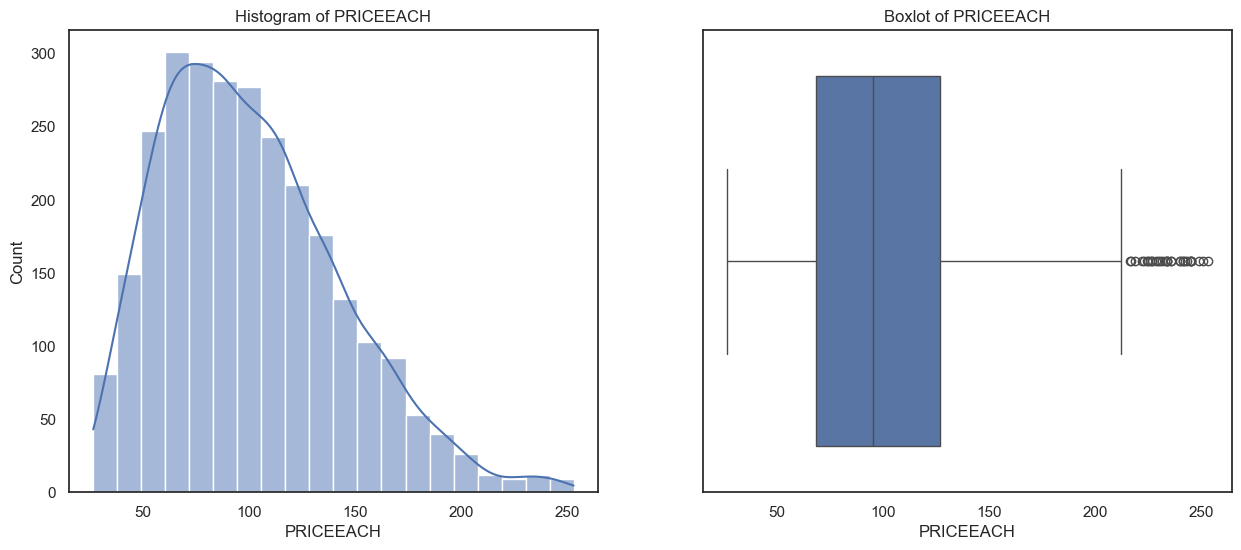 Histogram of PRICEEACH
300
250
200
150
100
50
0
Count
50 100 150 200 250
PRICEEACH
Boxlot of PRICEEACH
50 100 150 200 250
PRICEEACH